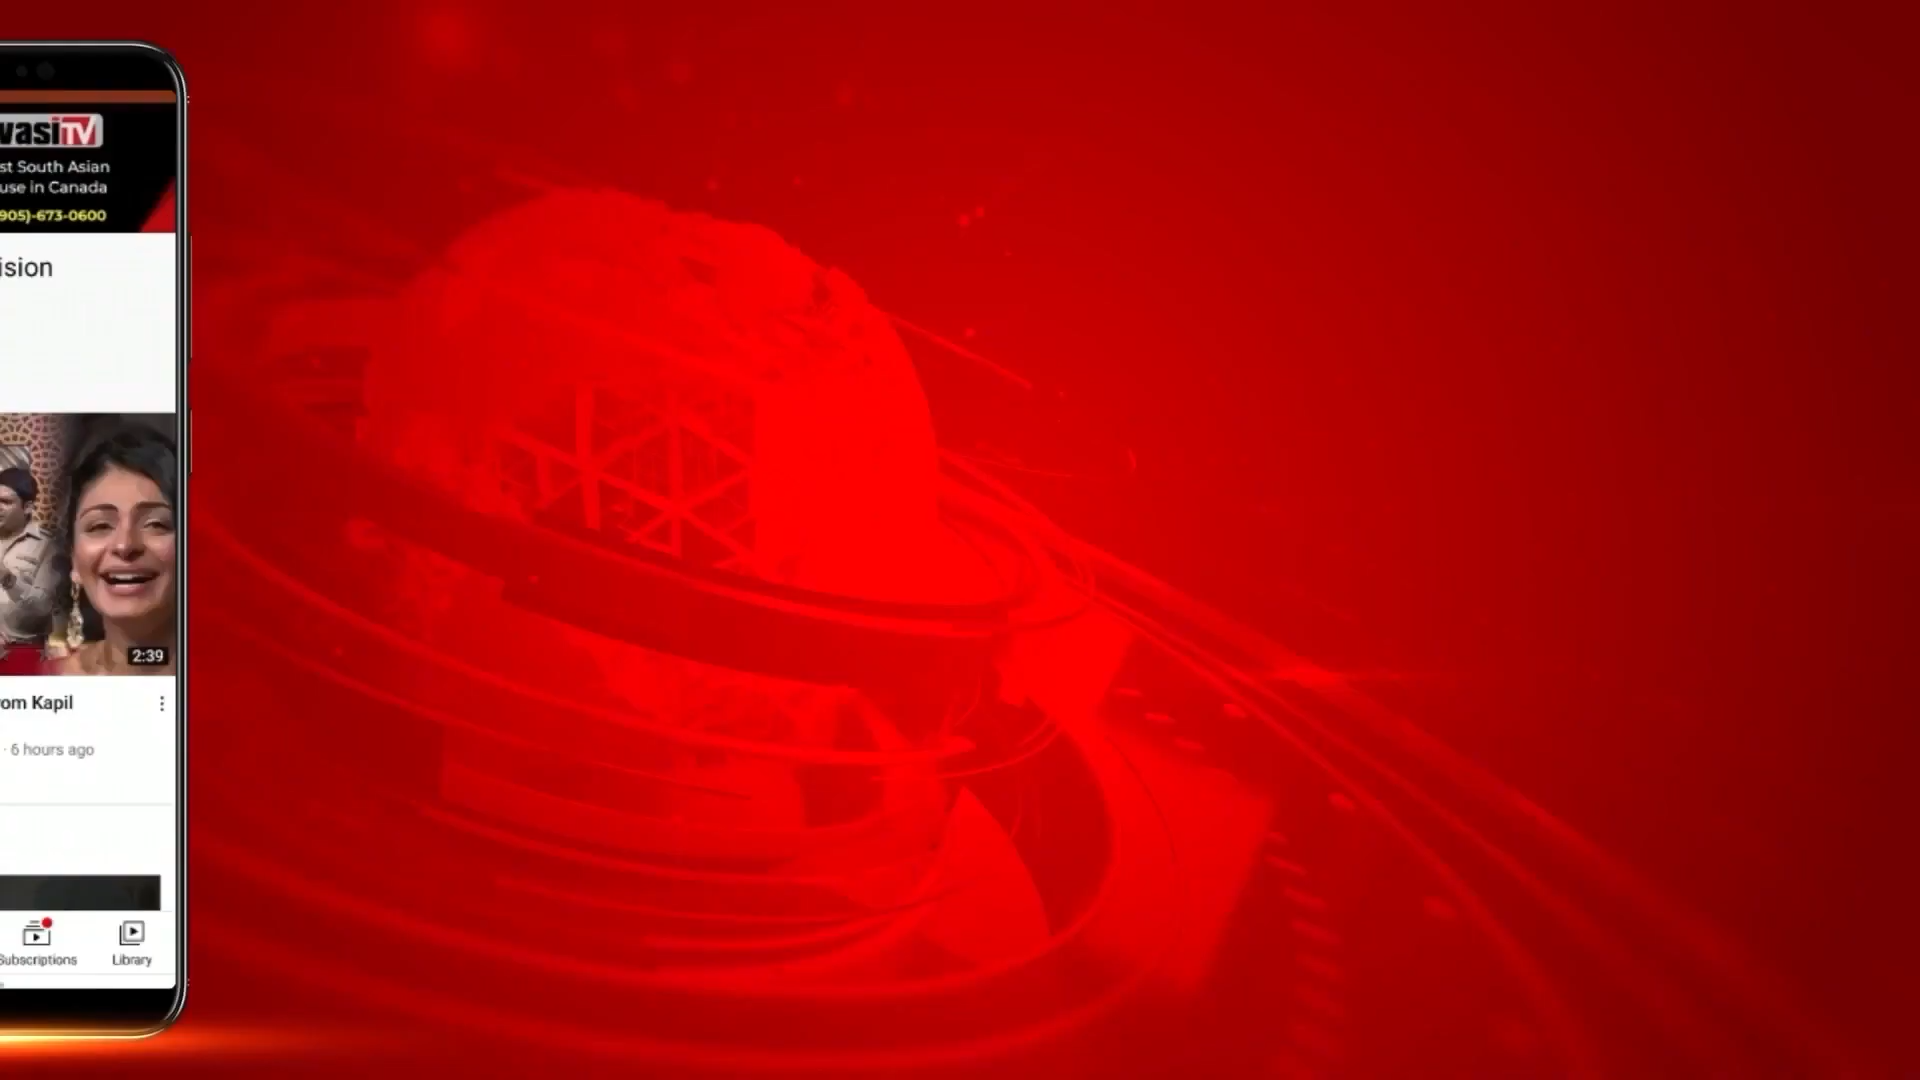 vasiTV
st South Asian
use in Canada
905)-673-0600
ision
2:39
om Kapil
· 6 hours ago
Subscriptions
Library